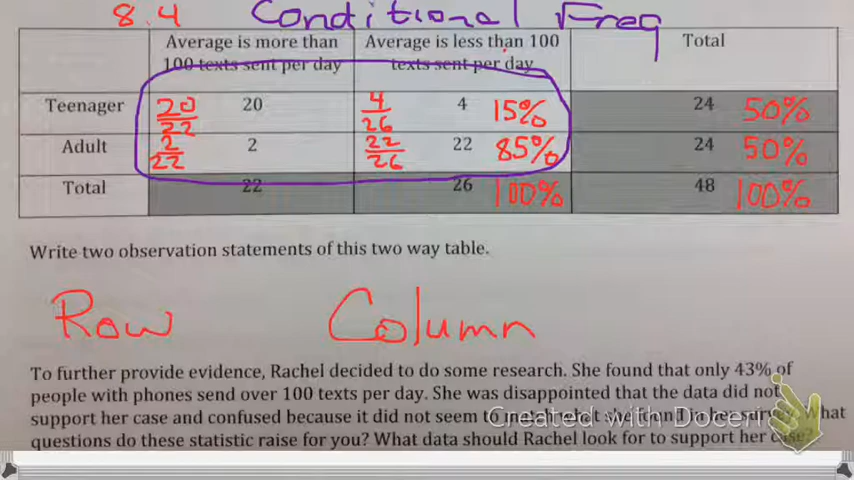 8.4 Conditional Freq
Average is more than 100 texts sent per day
Average is less than 100 texts sent per day
Total
Teenager 20/22 20 4/26 4 15% 24 50%
Adult 2/22 2 22/26 22 85% 24 50%
Total 22 26 100% 48 100%
Write two observation statements of this two way table.
Row Column
To further provide evidence, Rachel decided to do some research. She found that only 43% of
people with phones send over 100 texts per day. She was disappointed that the data did not
support her case and confused because it did not seem to in her survey. What
questions do these statistic raise for you? What data should Rachel look for to support her case?
Created with